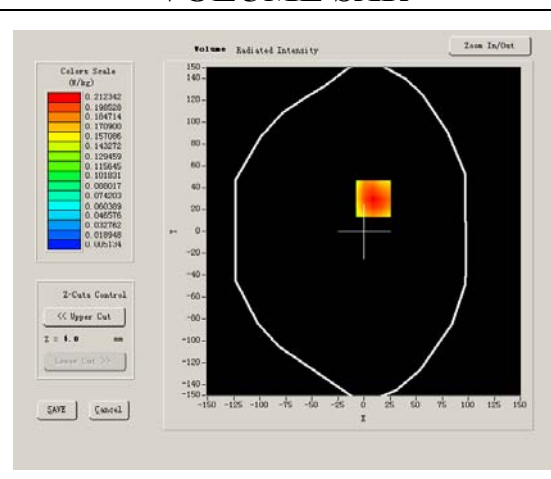 VOLUME SAR
Volume Radiated Intensity
Zoom In/Out
Colors Scale
(W/kg)
0.212342
0.198528
0.184714
0.170900
0.157086
0.143272
0.129459
0.115645
0.101831
0.088017
0.074203
0.060389
0.046576
0.032762
0.018948
0.005134
Z-Cuts Control
<< Upper Cut
Z = 4.0 mm
Lower Cut >>
SAVE Cancel
150
140
120
100
80
60
40
20
0
-20
-40
-60
-80
-100
-120
-140
-150
Y
-150 -125 -100 -75 -50 -25 0 25 50 75 100 125 150
X